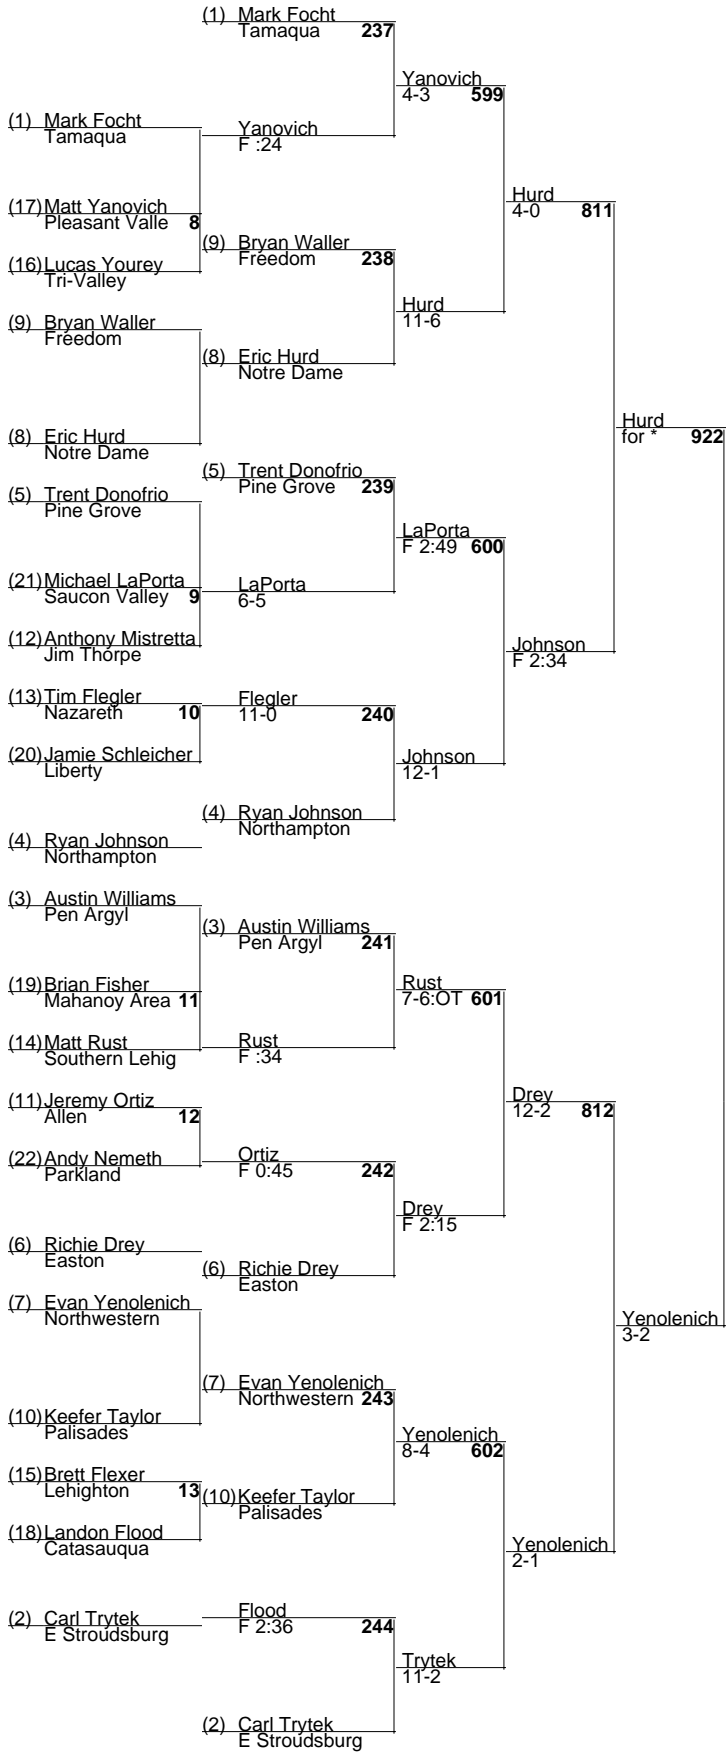 (1) Mark Focht
Tamaqua 237
Yanovich
4-3 599
(1) Mark Focht
Tamaqua
Yanovich
F :24
Hurd
4-0 811
(17) Matt Yanovich
Pleasant Valle 8
(9) Bryan Waller
Freedom 238
(16) Lucas Yourey
Tri-Valley
Hurd
11-6
(9) Bryan Waller
Freedom
(8) Eric Hurd
Notre Dame
Hurd
for * 922
(8) Eric Hurd
Notre Dame
(5) Trent Donofrio
Pine Grove 239
(5) Trent Donofrio
Pine Grove
LaPorta
F 2:49 600
(21) Michael LaPorta
Saucon Valley 9
LaPorta
6-5
(12) Anthony Mistretta
Jim Thorpe
Johnson
F 2:34
(13) Tim Flegler
Nazareth 10
Flegler
11-0 240
(20) Jamie Schleicher
Liberty
Johnson
12-1
(4) Ryan Johnson
Northampton
(4) Ryan Johnson
Northampton
(3) Austin Williams
Pen Argyl
(3) Austin Williams
Pen Argyl 241
(19) Brian Fisher
Mahanoy Area 11
Rust
7-6:OT 601
(14) Matt Rust
Southern Lehig
Rust
F :34
(11) Jeremy Ortiz
Allen 12
Drey
12-2 812
(22) Andy Nemeth
Parkland
Ortiz
F 0:45 242
Drey
F 2:15
(6) Richie Drey
Easton
(6) Richie Drey
Easton
(7) Evan Yenolenich
Northwestern
Yenolenich
3-2
(7) Evan Yenolenich
Northwestern 243
(10) Keefer Taylor
Palisades
Yenolenich
8-4 602
(15) Brett Flexer
Lehighton 13
(10) Keefer Taylor
Palisades
(18) Landon Flood
Catasauqua
Yenolenich
2-1
(2) Carl Trytek
E Stroudsburg
Flood
F 2:36 244
Trytek
11-2
(2) Carl Trytek
E Stroudsburg